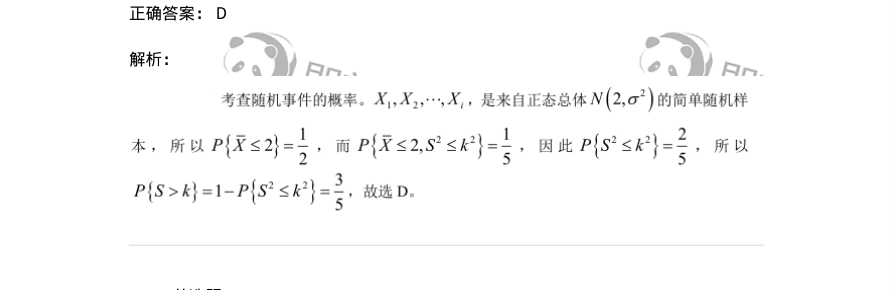 正确答案： D
解析：
考查随机事件的概率。X₁,X₂,⋯,Xᵢ，是来自正态总体 N(2,σ²) 的简单随机样
本，所以 P{X̄≤2}=1/2，而 P{X̄≤2,S²≤k²}=1/5，因此 P{S²≤k²}=2/5，所以
P{S>k}=1−P{S²≤k²}=3/5，故选 D。